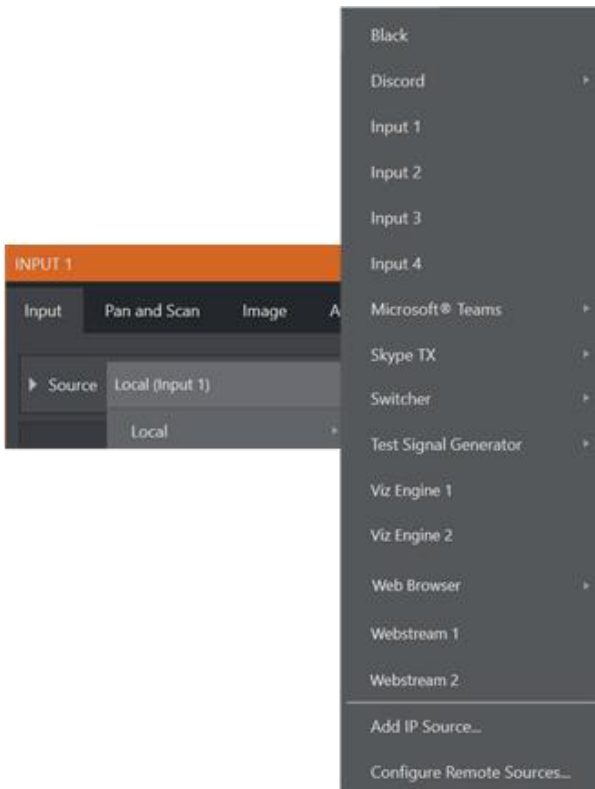 Black
Discord
Input 1
Input 2
Input 3
Input 4
Microsoft® Teams
Skype TX
Switcher
Test Signal Generator
Viz Engine 1
Viz Engine 2
Web Browser
Webstream 1
Webstream 2
Add IP Source...
Configure Remote Sources...
INPUT 1
Input Pan and Scan Image A
Source Local (Input 1)
Local